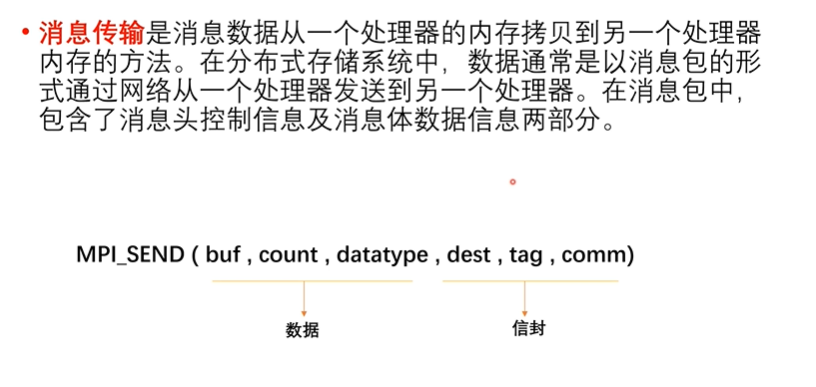 • 消息传输是消息数据从一个处理器的内存拷贝到另一个处理器
内存的方法。在分布式存储系统中，数据通常是以消息包的形
式通过网络从一个处理器发送到另一个处理器。在消息包中，
包含了消息头控制信息及消息体数据信息两部分。
MPI_SEND ( buf , count , datatype , dest , tag , comm)
数据 信封